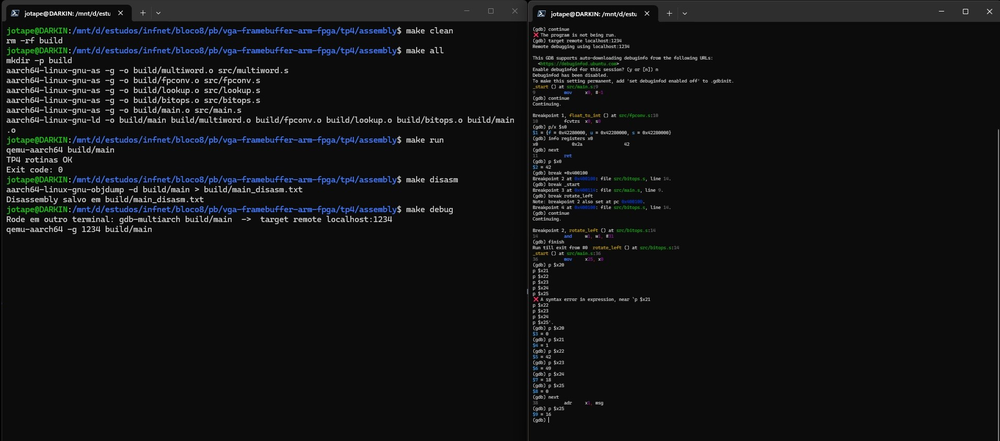 jotape@DARKIN: /mnt/d/estu
jotape@DARKIN:/mnt/d/estudos/infnet/bloco8/pb/vga-framebuffer-arm-fpga/tp4/assembly$ make clean
rm -rf build
jotape@DARKIN:/mnt/d/estudos/infnet/bloco8/pb/vga-framebuffer-arm-fpga/tp4/assembly$ make all
mkdir -p build
aarch64-linux-gnu-as -g -o build/multiword.o src/multiword.s
aarch64-linux-gnu-as -g -o build/fpconv.o src/fpconv.s
aarch64-linux-gnu-as -g -o build/lookup.o src/lookup.s
aarch64-linux-gnu-as -g -o build/bitops.o src/bitops.s
aarch64-linux-gnu-as -g -o build/main.o src/main.s
aarch64-linux-gnu-ld -o build/main build/multiword.o build/fpconv.o build/lookup.o build/bitops.o build/main
.o
jotape@DARKIN:/mnt/d/estudos/infnet/bloco8/pb/vga-framebuffer-arm-fpga/tp4/assembly$ make run
qemu-aarch64 build/main
TP4 rotinas OK
Exit code: 0
jotape@DARKIN:/mnt/d/estudos/infnet/bloco8/pb/vga-framebuffer-arm-fpga/tp4/assembly$ make disasm
aarch64-linux-gnu-objdump -d build/main > build/main_disasm.txt
Disassembly salvo em build/main_disasm.txt
jotape@DARKIN:/mnt/d/estudos/infnet/bloco8/pb/vga-framebuffer-arm-fpga/tp4/assembly$ make debug
Rode em outro terminal: gdb-multiarch build/main  ->  target remote localhost:1234
qemu-aarch64 -g 1234 build/main
jotape@DARKIN: /mnt/d/estu
(gdb) continue
❌ The program is not being run.
(gdb) target remote localhost:1234
Remote debugging using localhost:1234
This GDB supports auto-downloading debuginfo from the following URLs:
<https://debuginfod.ubuntu.com>
Enable debuginfod for this session? (y or [n]) n
Debuginfod has been disabled.
To make this setting permanent, add 'set debuginfod enabled off' to .gdbinit.
_start () at src/main.s:9
9 mov x0, #-1
(gdb) continue
Continuing.
Breakpoint 1, float_to_int () at src/fpconv.s:10
10 fcvtzs x0, s0
(gdb) p/x $s0
$1 = {f = 0x42280000, u = 0x42280000, s = 0x42280000}
(gdb) info registers x0
x0 0x2a 42
(gdb) next
11 ret
(gdb) p $x0
$2 = 42
(gdb) break *0x400100
Breakpoint 2 at 0x400100: file src/bitops.s, line 14.
(gdb) break _start
Breakpoint 3 at 0x400114: file src/main.s, line 9.
(gdb) break rotate_left
Note: breakpoint 2 also set at pc 0x400100.
Breakpoint 4 at 0x400100: file src/bitops.s, line 14.
(gdb) continue
Continuing.
Breakpoint 2, rotate_left () at src/bitops.s:14
14 and w1, w1, #31
(gdb) finish
Run till exit from #0  rotate_left () at src/bitops.s:14
_start () at src/main.s:36
36 mov x25, x0
(gdb) p $x20
p $x21
p $x22
p $x23
p $x24
p $x25
❌ A syntax error in expression, near `p $x21
p $x22
p $x23
p $x24
p $x25'.
(gdb) p $x20
$3 = 0
(gdb) p $x21
$4 = 1
(gdb) p $x22
$5 = 42
(gdb) p $x23
$6 = 49
(gdb) p $x24
$7 = 18
(gdb) p $x25
$8 = 0
(gdb) next
38 adr x1, msg
(gdb) p $x25
$9 = 16
(gdb)